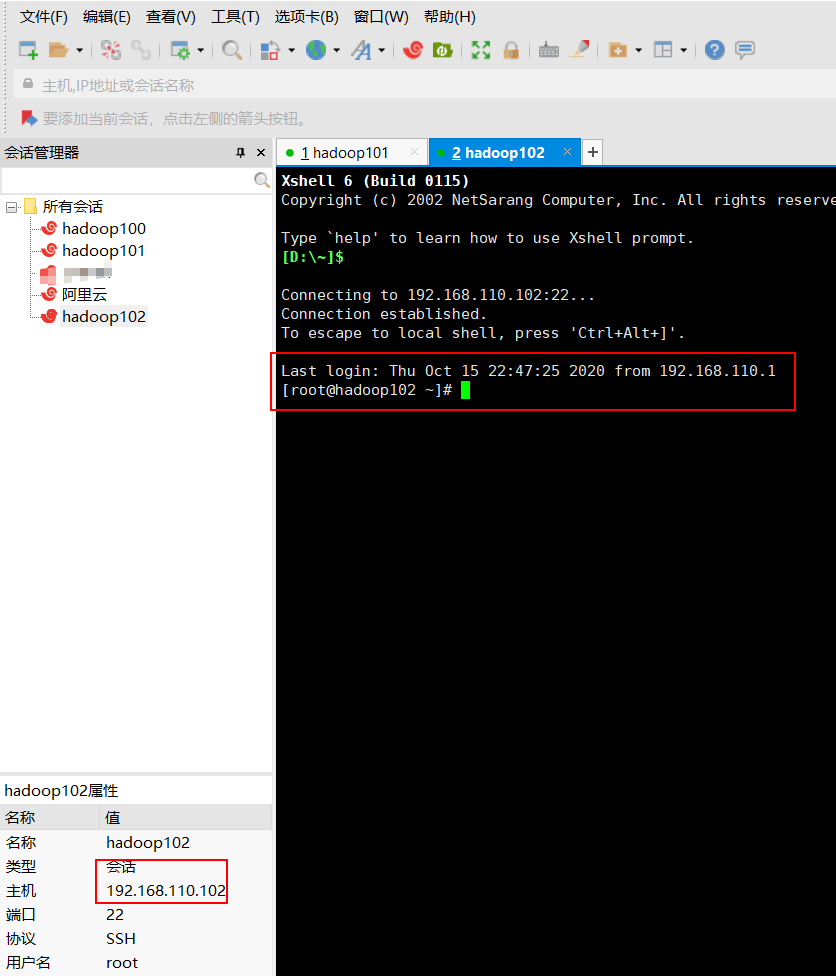 文件(F) 编辑(E) 查看(V) 工具(T) 选项卡(B) 窗口(W) 帮助(H)
主机,IP地址或会话名称
要添加当前会话，点击左侧的箭头按钮。
会话管理器
1 hadoop101
2 hadoop102
所有会话
hadoop100
hadoop101
阿里云
hadoop102
Xshell 6 (Build 0115)
Copyright (c) 2002 NetSarang Computer, Inc. All rights reserve
Type `help' to learn how to use Xshell prompt.
[D:\~]$
Connecting to 192.168.110.102:22...
Connection established.
To escape to local shell, press 'Ctrl+Alt+]'.
Last login: Thu Oct 15 22:47:25 2020 from 192.168.110.1
[root@hadoop102 ~]#
hadoop102属性
名称 值
名称 hadoop102
类型 会话
主机 192.168.110.102
端口 22
协议 SSH
用户名 root